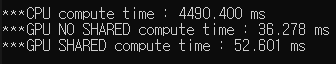 ***CPU compute time : 4490.400 ms
***GPU NO SHARED compute time : 36.278 ms
***GPU SHARED compute time : 52.601 ms